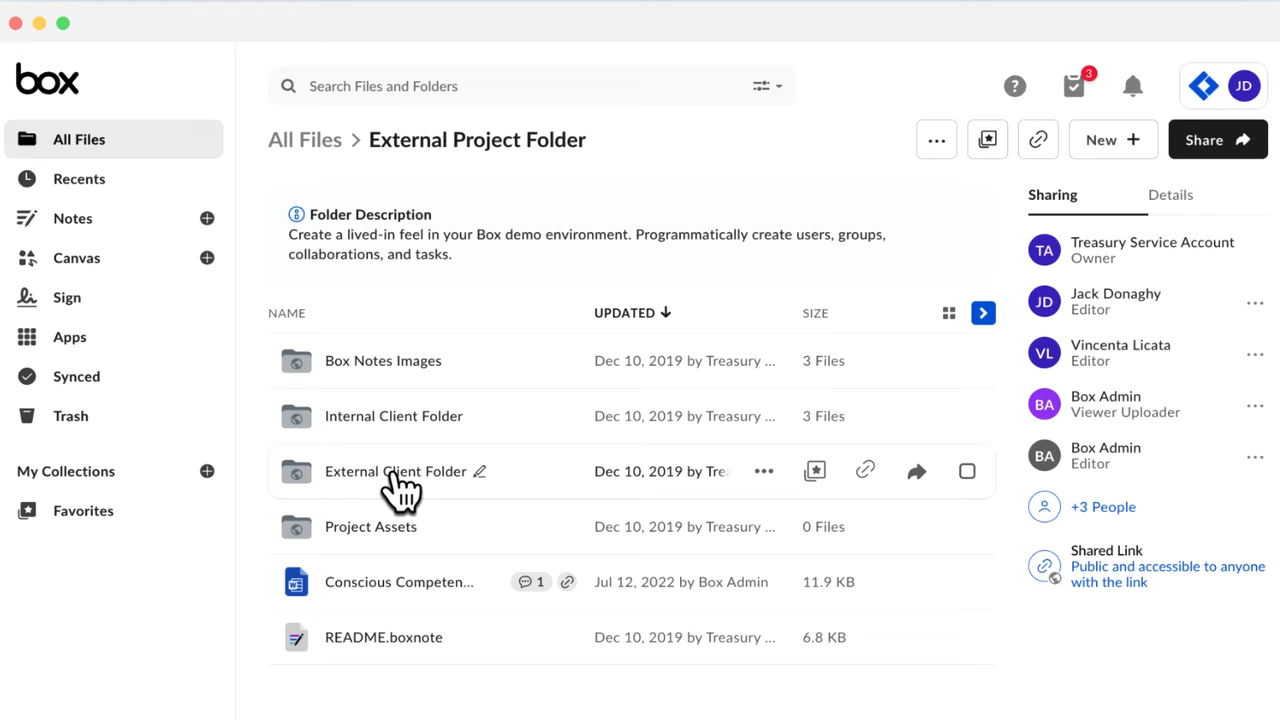 box
Search Files and Folders
3
JD
All Files
Recents
Notes
Canvas
Sign
Apps
Synced
Trash
My Collections
Favorites
All Files > External Project Folder
New
Share
Folder Description
Create a lived-in feel in your Box demo environment. Programmatically create users, groups,
collaborations, and tasks.
NAME UPDATED SIZE
Box Notes Images Dec 10, 2019 by Treasury ... 3 Files
Internal Client Folder Dec 10, 2019 by Treasury ... 3 Files
External Client Folder Dec 10, 2019 by Trea
Project Assets Dec 10, 2019 by Treasury ... 0 Files
Conscious Competen... 1 Jul 12, 2022 by Box Admin 11.9 KB
README.boxnote Dec 10, 2019 by Treasury ... 6.8 KB
Sharing Details
TA Treasury Service Account
Owner
JD Jack Donaghy
Editor
VL Vincenta Licata
Editor
BA Box Admin
Viewer Uploader
BA Box Admin
Editor
+3 People
Shared Link
Public and accessible to anyone
with the link